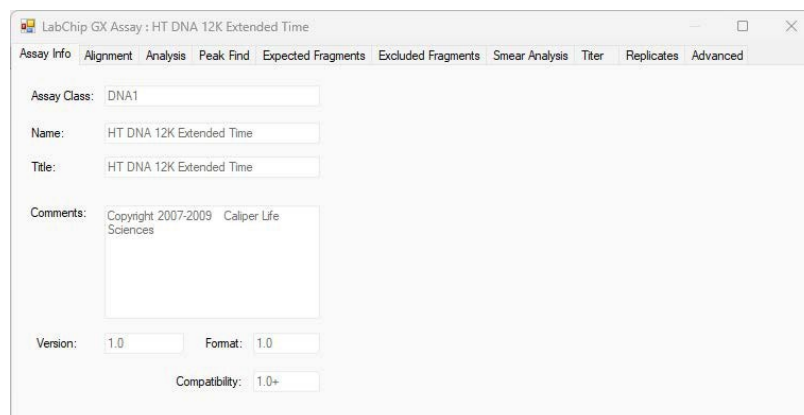 LabChip GX Assay : HT DNA 12K Extended Time
Assay Info Alignment Analysis Peak Find Expected Fragments Excluded Fragments Smear Analysis Titer Replicates Advanced
Assay Class: DNA1
Name: HT DNA 12K Extended Time
Title: HT DNA 12K Extended Time
Comments: Copyright 2007-2009 Caliper Life
Sciences
Version: 1.0 Format: 1.0
Compatibility: 1.0+